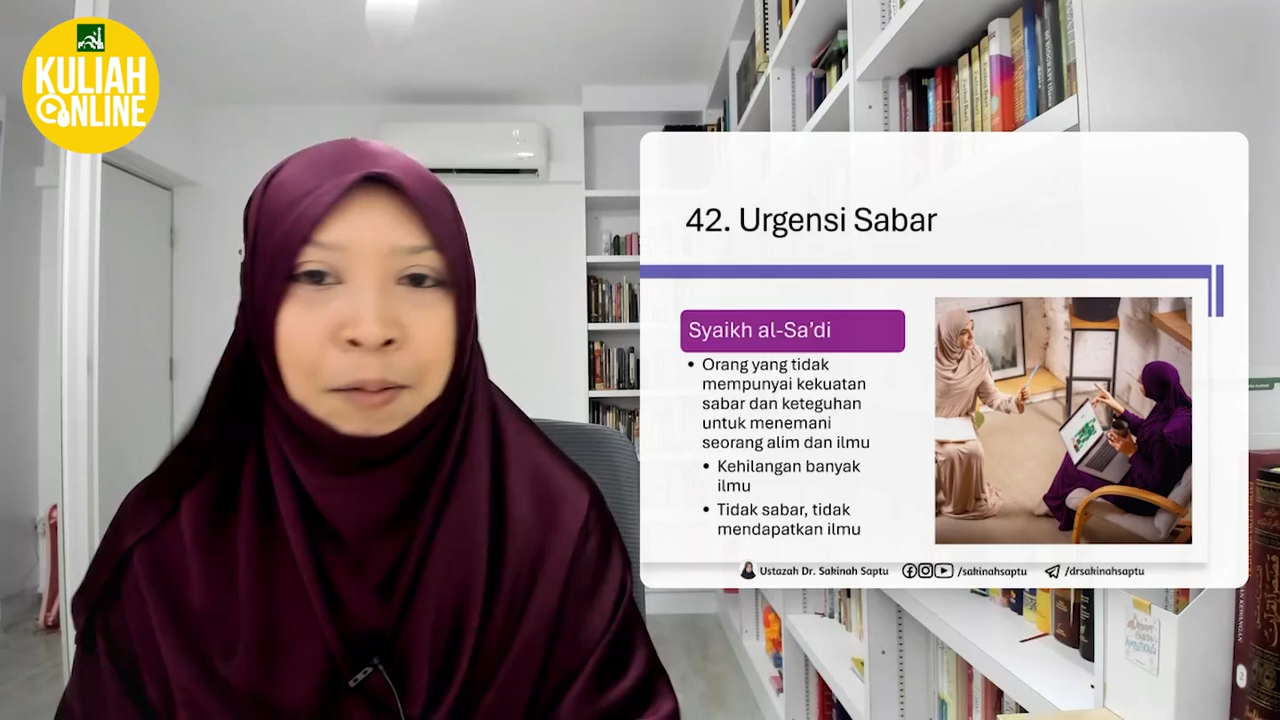 KULIAH
ONLINE
42. Urgensi Sabar
Syaikh al-Sa’di
• Orang yang tidak
mempunyai kekuatan
sabar dan keteguhan
untuk menemani
seorang alim dan ilmu
• Kehilangan banyak
ilmu
• Tidak sabar, tidak
mendapatkan ilmu
Ustazah Dr. Sakinah Saptu /sakinahsaptu /drsakinahsaptu
AMBITIONS